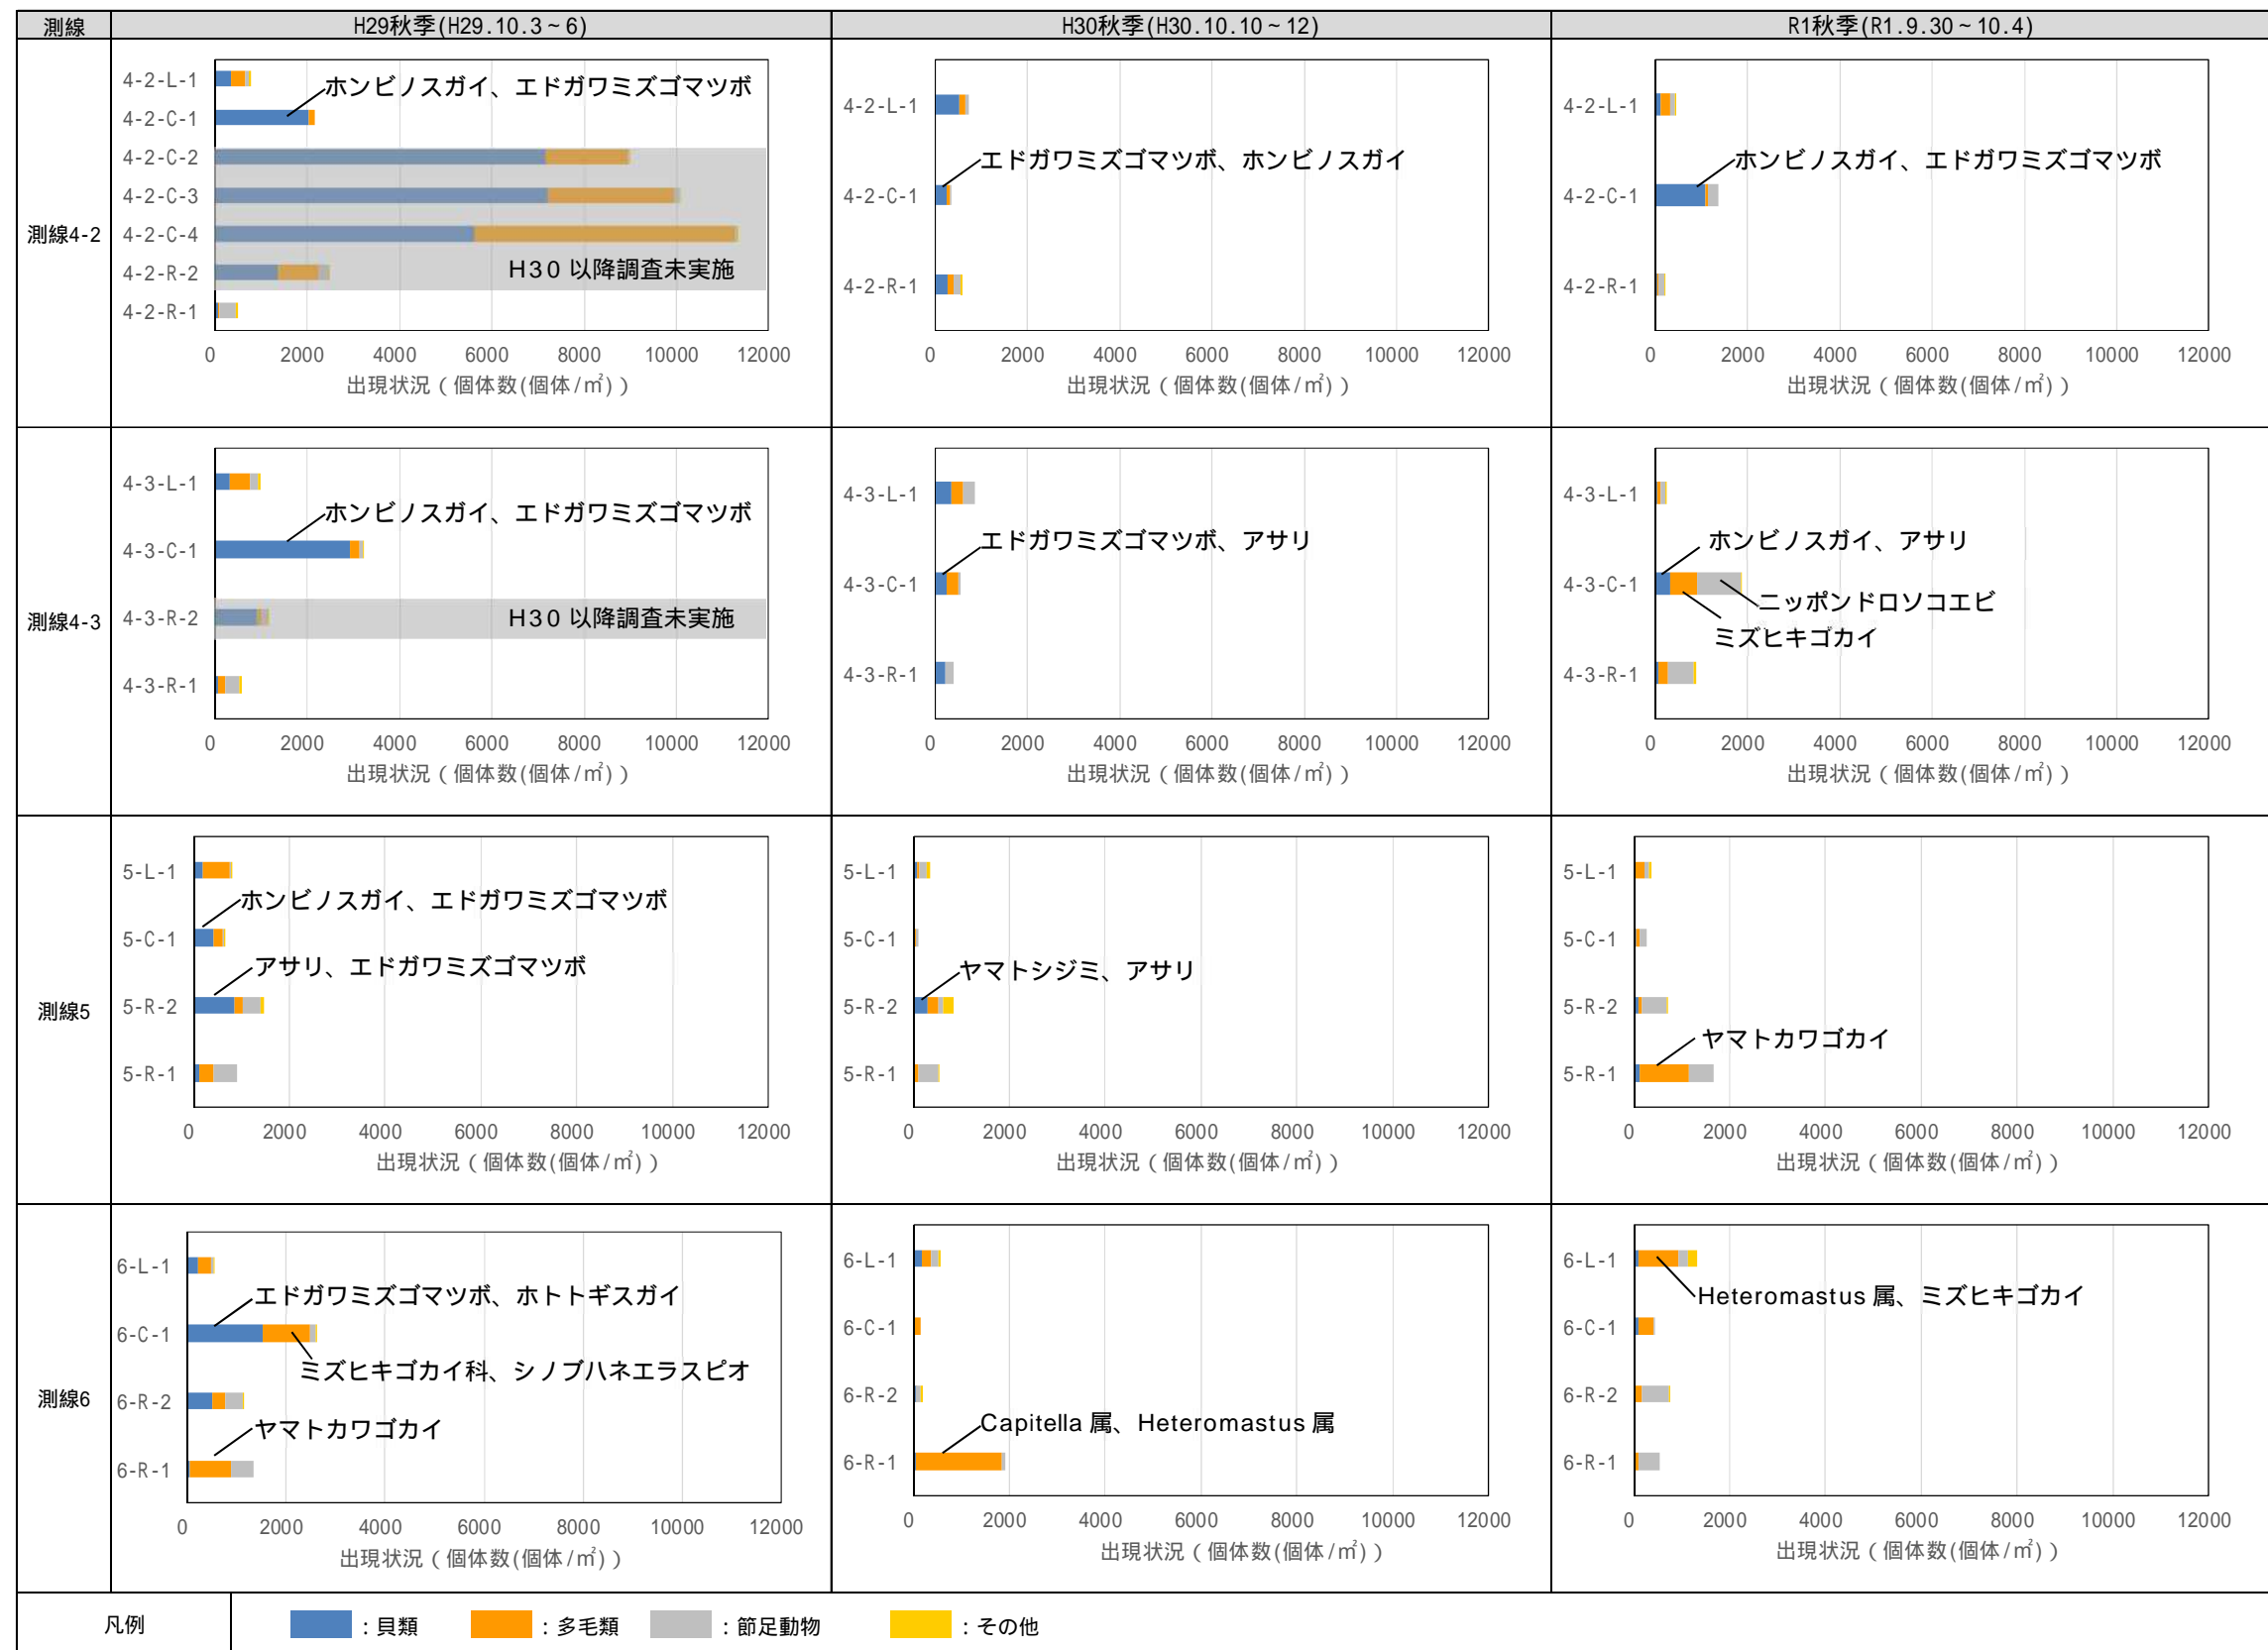 測線 H29秋季(H29.10.3～6) H30秋季(H30.10.10～12) R1秋季(R1.9.30～10.4)
測線4-2
4-2-L-1
ホンビノスガイ、エドガワミズゴマツボ
4-2-C-1
4-2-C-2
4-2-C-3
4-2-C-4
4-2-R-2
H30 以降調査未実施
4-2-R-1
0 2000 4000 6000 8000 10000 12000
出現状況（個体数(個体/㎡)）
4-2-L-1
エドガワミズゴマツボ、ホンビノスガイ
4-2-C-1
4-2-R-1
0 2000 4000 6000 8000 10000 12000
出現状況（個体数(個体/㎡)）
4-2-L-1
ホンビノスガイ、エドガワミズゴマツボ
4-2-C-1
4-2-R-1
0 2000 4000 6000 8000 10000 12000
出現状況（個体数(個体/㎡)）
測線4-3
4-3-L-1
ホンビノスガイ、エドガワミズゴマツボ
4-3-C-1
4-3-R-2
H30 以降調査未実施
4-3-R-1
0 2000 4000 6000 8000 10000 12000
出現状況（個体数(個体/㎡)）
4-3-L-1
エドガワミズゴマツボ、アサリ
4-3-C-1
4-3-R-1
0 2000 4000 6000 8000 10000 12000
出現状況（個体数(個体/㎡)）
4-3-L-1
ホンビノスガイ、アサリ
4-3-C-1
ニッポンドロソコエビ
ミズヒキゴカイ
4-3-R-1
0 2000 4000 6000 8000 10000 12000
出現状況（個体数(個体/㎡)）
測線5
5-L-1
ホンビノスガイ、エドガワミズゴマツボ
5-C-1
アサリ、エドガワミズゴマツボ
5-R-2
5-R-1
0 2000 4000 6000 8000 10000 12000
出現状況（個体数(個体/㎡)）
5-L-1
5-C-1
ヤマトシジミ、アサリ
5-R-2
5-R-1
0 2000 4000 6000 8000 10000 12000
出現状況（個体数(個体/㎡)）
5-L-1
5-C-1
5-R-2
ヤマトカワゴカイ
5-R-1
0 2000 4000 6000 8000 10000 12000
出現状況（個体数(個体/㎡)）
測線6
6-L-1
エドガワミズゴマツボ、ホトトギスガイ
6-C-1
ミズヒキゴカイ科、シノブハネエラスピオ
6-R-2
ヤマトカワゴカイ
6-R-1
0 2000 4000 6000 8000 10000 12000
出現状況（個体数(個体/㎡)）
6-L-1
6-C-1
6-R-2
Capitella 属、Heteromastus 属
6-R-1
0 2000 4000 6000 8000 10000 12000
出現状況（個体数(個体/㎡)）
6-L-1
Heteromastus 属、ミズヒキゴカイ
6-C-1
6-R-2
6-R-1
0 2000 4000 6000 8000 10000 12000
出現状況（個体数(個体/㎡)）
凡例 ：貝類 ：多毛類 ：節足動物 ：その他